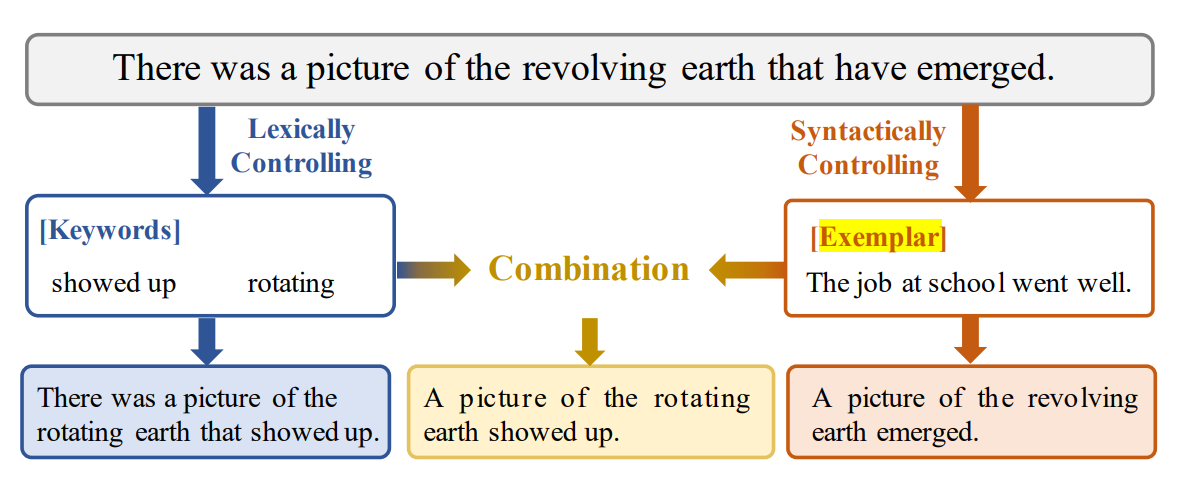 There was a picture of the revolving earth that have emerged.
Lexically
Controlling
Syntactically
Controlling
[Keywords]
showed up rotating
Combination
[Exemplar]
The job at school went well.
There was a picture of the
rotating earth that showed up.
A picture of the rotating
earth showed up.
A picture of the revolving
earth emerged.